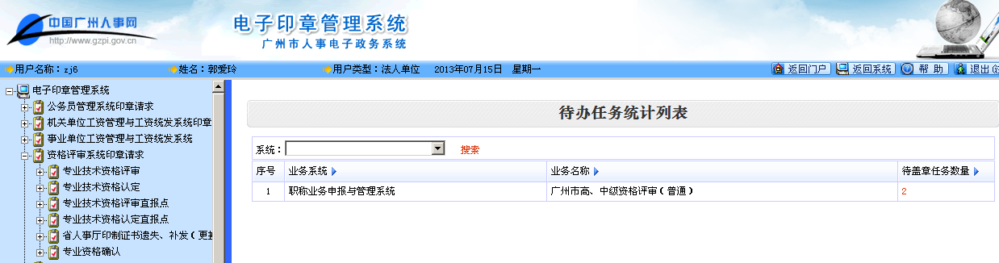 中国广州人事网
http://www.gzpi.gov.cn
电子印章管理系统
广州市人事电子政务系统
用户名称：zj6 姓名：郭爱玲 用户类型：法人单位 2013年07月15日 星期一 返回门户 返回系统 帮 助 退出
电子印章管理系统
公务员管理系统印章请求
机关单位工资管理与工资统发系统印章
事业单位工资管理与工资统发系统
资格评审系统印章请求
专业技术资格评审
专业技术资格认定
专业技术资格评审直报点
专业技术资格认定直报点
省人事厅印制证书遗失、补发（更换
专业资格确认
待办任务统计列表
系统： 搜索
序号 业务系统 业务名称 待盖章任务数量
1 职称业务申报与管理系统 广州市高、中级资格评审（普通） 2